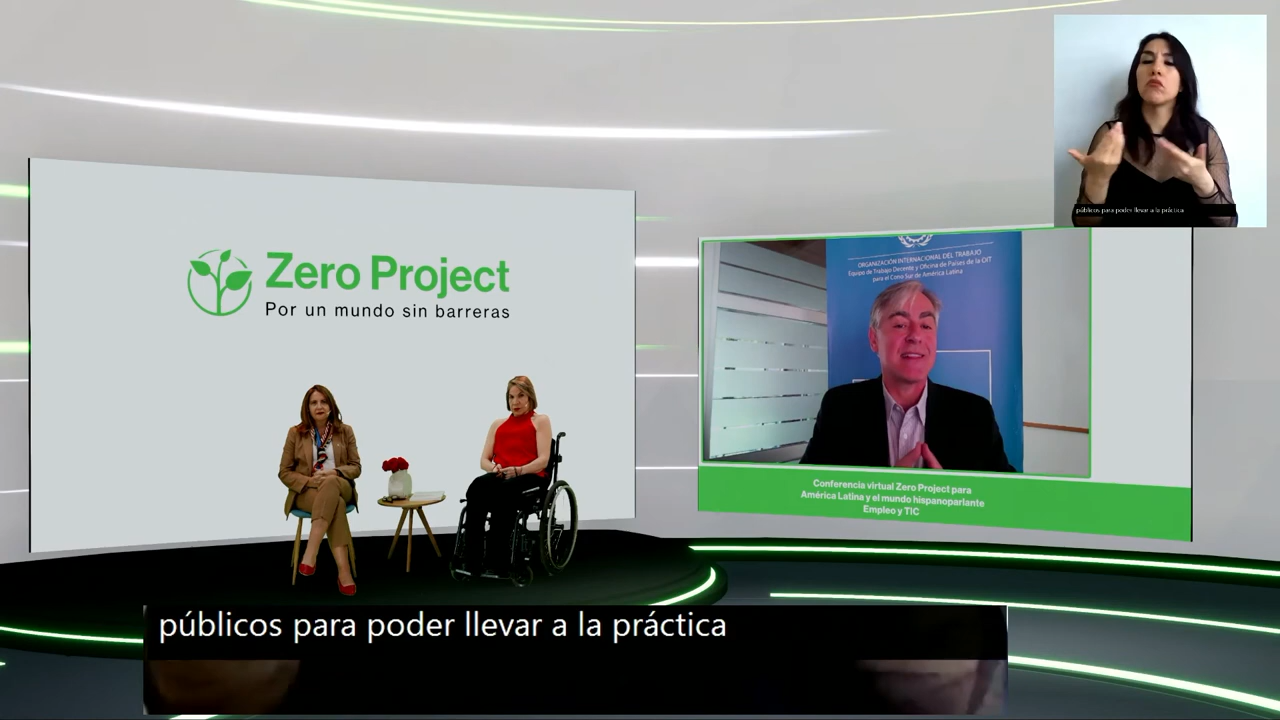 públicos para poder llevar a la práctica
Zero Project
Por un mundo sin barreras
ORGANIZACIÓN INTERNACIONAL DEL TRABAJO
Equipo de Trabajo Decente y Oficina de Países de la OIT
para el Cono Sur de América Latina
Conferencia virtual Zero Project para
América Latina y el mundo hispanoparlante
Empleo y TIC
públicos para poder llevar a la práctica